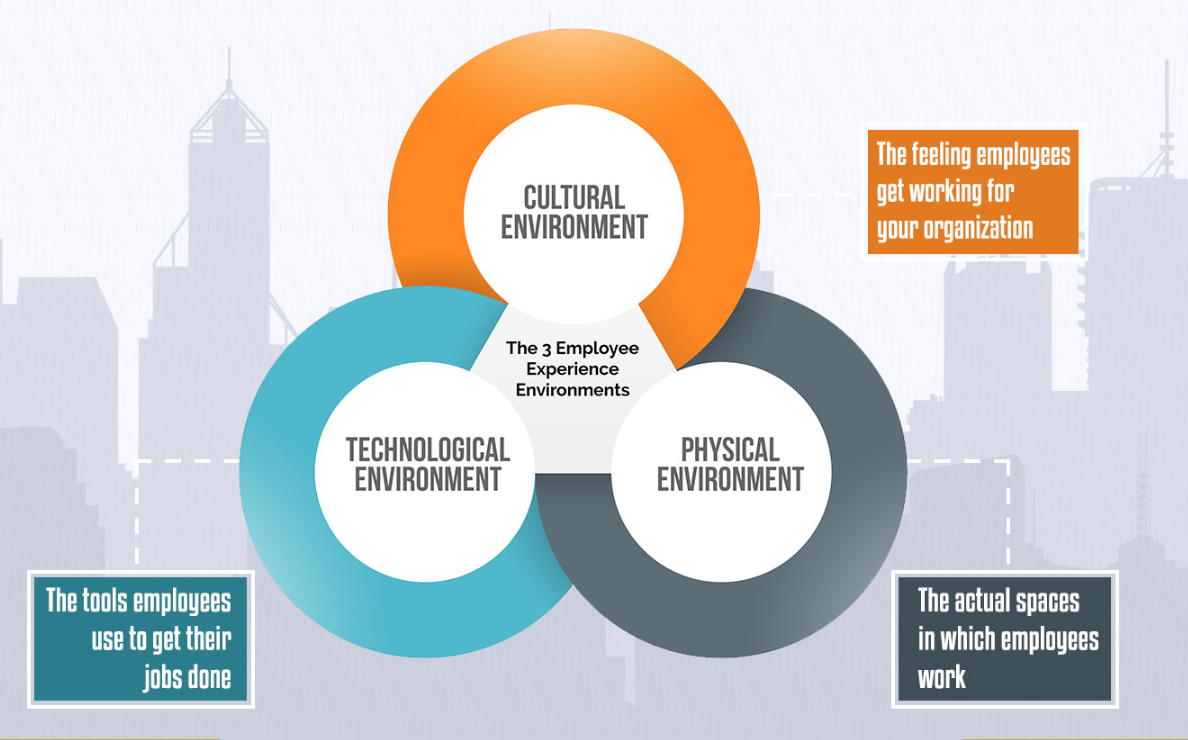 CULTURAL
ENVIRONMENT
The feeling employees
get working for
your organization
The 3 Employee
Experience
Environments
TECHNOLOGICAL
ENVIRONMENT
PHYSICAL
ENVIRONMENT
The tools employees
use to get their
jobs done
The actual spaces
in which employees
work